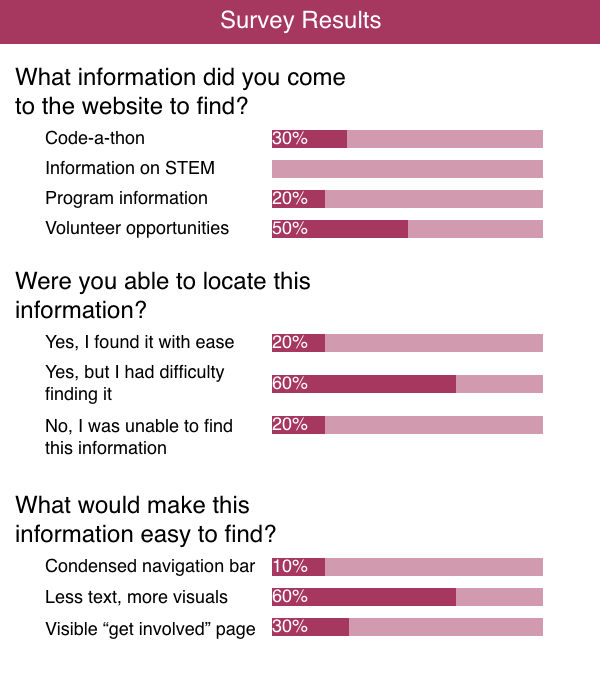 Survey Results
What information did you come
to the website to find?
Code-a-thon 30%
Information on STEM
Program information 20%
Volunteer opportunities 50%
Were you able to locate this
information?
Yes, I found it with ease 20%
Yes, but I had difficulty
finding it 60%
No, I was unable to find 20%
this information
What would make this
information easy to find?
Condensed navigation bar 10%
Less text, more visuals 60%
Visible “get involved” page 30%